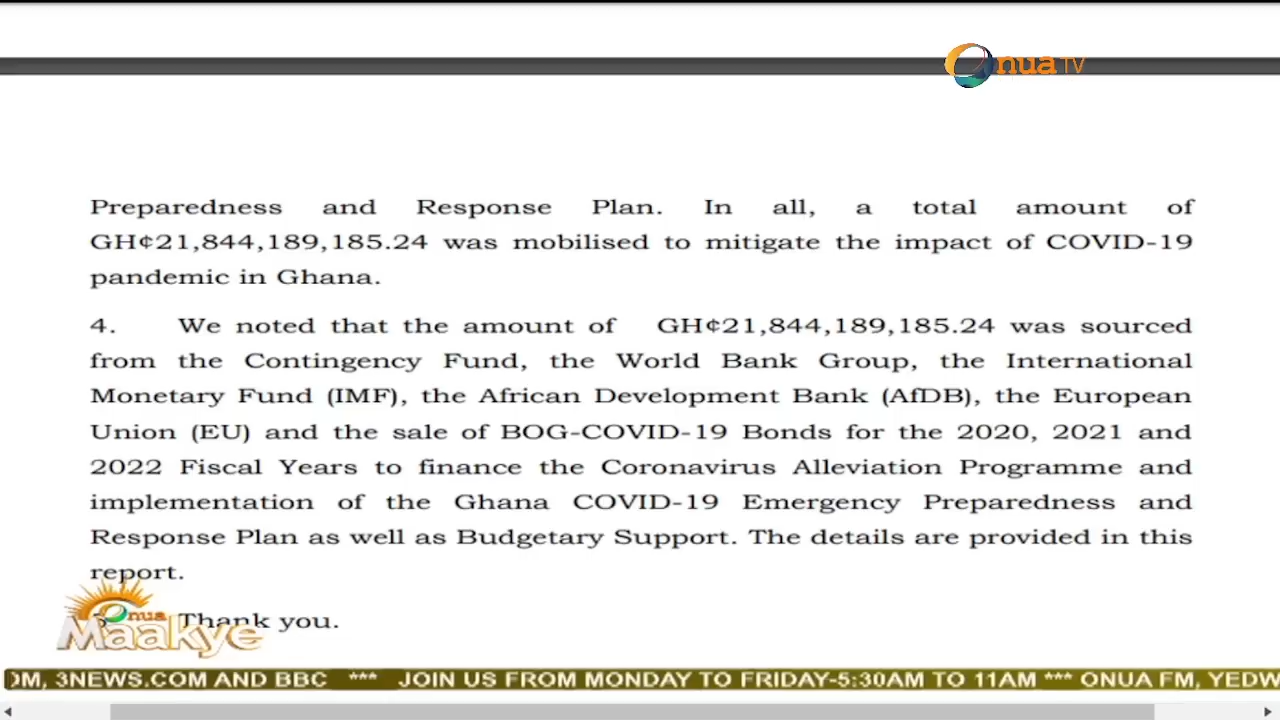 Onua TV
Preparedness and Response Plan. In all, a total amount of
GH¢21,844,189,185.24 was mobilised to mitigate the impact of COVID-19
pandemic in Ghana.
4. We noted that the amount of GH¢21,844,189,185.24 was sourced
from the Contingency Fund, the World Bank Group, the International
Monetary Fund (IMF), the African Development Bank (AfDB), the European
Union (EU) and the sale of BOG-COVID-19 Bonds for the 2020, 2021 and
2022 Fiscal Years to finance the Coronavirus Alleviation Programme and
implementation of the Ghana COVID-19 Emergency Preparedness and
Response Plan as well as Budgetary Support. The details are provided in this
report.
Thank you.
Onua
Maakye
OM, 3NEWS.COM AND BBC *** JOIN US FROM MONDAY TO FRIDAY-5:30AM TO 11AM *** ONUA FM, YEDW